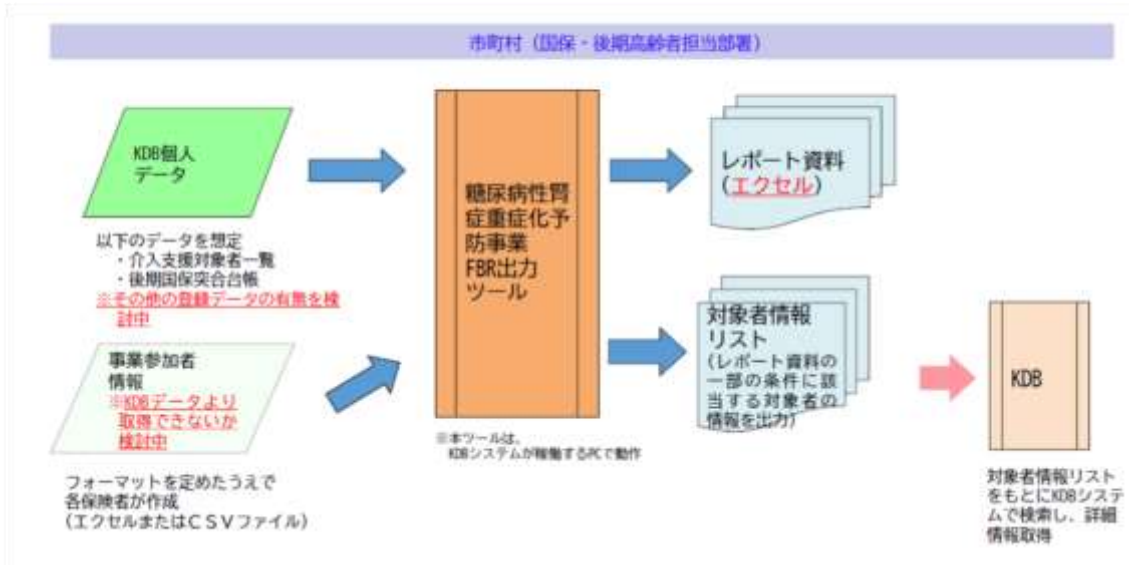 市町村（国保・後期高齢者担当部署）
KDB個人
データ
以下のデータを想定
・介入支援対象者一覧
・後期国保突合台帳
※その他の登録データの有無を検
討中
事業参加者
情報
※KDBデータより
取得できないか
検討中
フォーマットを定めたうえで
各保険者が作成
（エクセルまたはＣＳＶファイル）
糖尿病性腎
症重症化予
防事業
FBR出力
ツール
※本ツールは、
KDBシステムが稼働するPCで動作
レポート資料
（エクセル）
対象者情報
リスト
（レポート資料の
一部の条件に該
当する対象者の
情報を出力）
KDB
対象者情報リスト
をもとにKDBシステ
ムで検索し、詳細
情報取得